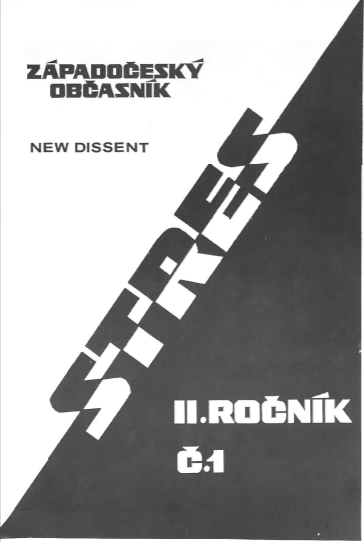 ZÁPADOČESKÝ
OBČASNÍK
NEW DISSENT
STRES
II.ROČNÍK
Č.1